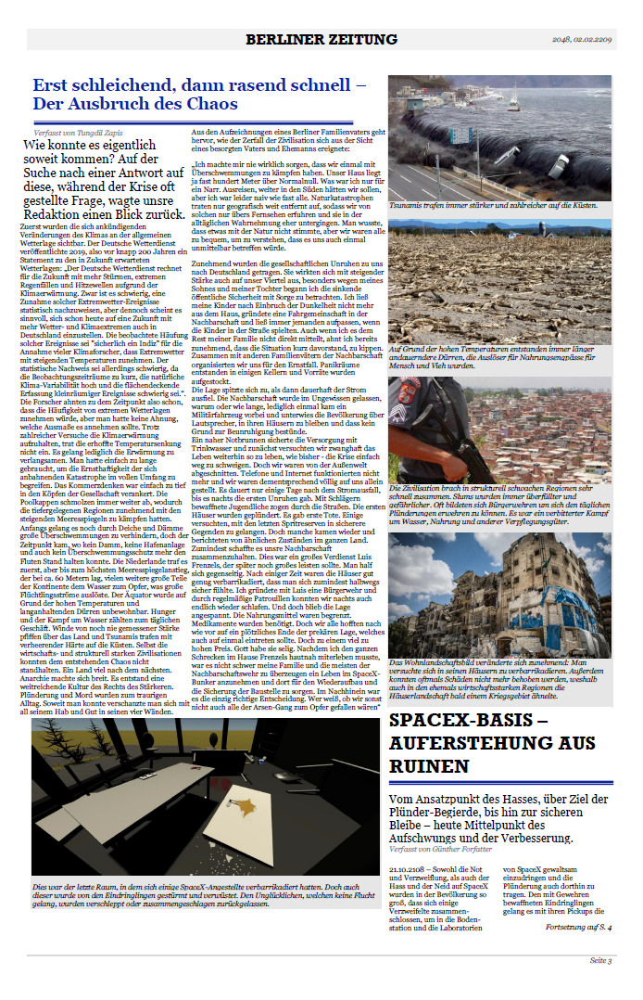 BERLINER ZEITUNG
2048, 02.02.2209
Erst schleichend, dann rasend schnell –
Der Ausbruch des Chaos
Verfasst von Tungdil Zapis
Wie konnte es eigentlich
soweit kommen? Auf der
Suche nach einer Antwort auf
diese, während der Krise oft
gestellte Frage, wagte unsre
Redaktion einen Blick zurück.
Zuerst wurden die sich ankündigenden
Veränderungen des Klimas an der allgemeinen
Wetterlage sichtbar. Der Deutsche Wetterdienst
veröffentlichte 2019, also vor knapp 200 Jahren ein
Statement zu den in Zukunft erwarteten
Wetterlagen: „Der Deutsche Wetterdienst rechnet
für die Zukunft mit mehr Stürmen, extremen
Regenfällen und Hitzewellen aufgrund der
Klimaerwärmung. Zwar ist es schwierig, eine
Zunahme solcher Extremwetter-Ereignisse
statistisch nachzuweisen, aber dennoch scheint es
sinnvoll, sich schon heute auf eine Zukunft mit
mehr Wetter- und Klimaextremen auch in
Deutschland einzustellen. Die beobachtete Häufung
solcher Ereignisse sei "sicherlich ein Indiz" für die
Annahme vieler Klimaforscher, dass Extremwetter
mit steigenden Temperaturen zunehmen. Der
statistische Nachweis sei allerdings schwierig, da
die Beobachtungszeiträume zu kurz, die natürliche
Klima-Variabilität hoch und die flächendeckende
Erfassung kleinräumiger Ereignisse schwierig sei.“.
Die Forscher ahnten zu dem Zeitpunkt also schon,
dass die Häufigkeit von extremen Wetterlagen
zunehmen würde, aber man hatte keine Ahnung,
welche Ausmaße es annehmen sollte. Trotz
zahlreicher Versuche die Klimaerwärmung
aufzuhalten, trat die erhoffte Temperatursenkung
nicht ein. Es gelang lediglich die Erwärmung zu
verlangsamen. Man hatte einfach zu lange
gebraucht, um die Ernsthaftigkeit der sich
anbahnenden Katastrophe im vollen Umfang zu
begreifen. Das Kommerzdenken war einfach zu tief
in den Köpfen der Gesellschaft verankert. Die
Poolkappen schmolzen immer weiter ab, wodurch
die tiefergelegenen Regionen zunehmend mit den
steigenden Meeresspiegeln zu kämpfen hatten.
Anfangs gelang es noch durch Deiche und Dämme
große Überschwemmungen zu verhindern, doch der
Zeitpunkt kam, wo kein Damm, keine Hafenanlage
und auch kein Überschwemmungsschutz mehr den
Fluten Stand halten konnte. Die Niederlande traf es
zuerst, aber bis zum höchsten Meeresspiegelanstieg,
der bei ca. 60 Metern lag, vielen weitere große Teile
der Kontinente dem Wasser zum Opfer, was große
Flüchtlingsströme auslöste. Der Äquator wurde auf
Grund der hohen Temperaturen und
langanhaltenden Dürren unbewohnbar. Hunger
und der Kampf um Wasser zählten zum täglichen
Geschäft. Winde von noch nie gemessener Stärke
pfiffen über das Land und Tsunamis trafen mit
verheerender Härte auf die Küsten. Selbst die
wirtschafts- und strukturell starken Zivilisationen
konnten dem entstehenden Chaos nicht
standhalten. Ein Land viel nach dem nächsten.
Anarchie machte sich breit. Es entstand eine
weitreichende Kultur des Rechts des Stärkeren.
Plünderung und Mord wurden zum traurigen
Alltag. Soweit man konnte verschanzte man sich mit
all seinem Hab und Gut in seinen vier Wänden.
Aus den Aufzeichnungen eines Berliner Familienvaters geht
hervor, wie der Zerfall der Zivilisation sich aus der Sicht
eines besorgten Vaters und Ehemanns ereignete:
„Ich machte mir nie wirklich sorgen, dass wir einmal mit
Überschwemmungen zu kämpfen haben. Unser Haus liegt
ja fast hundert Meter über Normalnull. Was war ich nur für
ein Narr. Ausreisen, weiter in den Süden hätten wir sollen,
aber ich war leider naiv wie fast alle. Naturkatastrophen
traten nur geografisch weit entfernt auf, sodass wir von
solchen nur übers Fernsehen erfuhren und sie in der
alltäglichen Wahrnehmung eher untergingen. Man wusste,
dass etwas mit der Natur nicht stimmte, aber wir waren alle
zu bequem, um zu verstehen, dass es uns auch einmal
unmittelbar betreffen würde.
Zunehmend wurden die gesellschaftlichen Unruhen zu uns
nach Deutschland getragen. Sie wirkten sich mit steigender
Stärke auch auf unser Viertel aus, besonders wegen meines
Sohnes und meiner Tochter begann ich die sinkende
öffentliche Sicherheit mit Sorge zu betrachten. Ich ließ
meine Kinder nach Einbruch der Dunkelheit nicht mehr
aus dem Haus, gründete eine Fahrgemeinschaft in der
Nachbarschaft und ließ immer jemanden aufpassen, wenn
die Kinder in der Straße spielten. Auch wenn ich es dem
Rest meiner Familie nicht direkt mitteilt, ahnt ich bereits
zunehmend, dass die Situation kurz davorstand, zu kippen.
Zusammen mit anderen Familienvätern der Nachbarschaft
organisierten wir uns für den Ernstfall. Panikräume
entstanden in einigen Kellern und Vorräte wurden
aufgestockt.
Die Lage spitzte sich zu, als dann dauerhaft der Strom
ausfiel. Die Nachbarschaft wurde im Ungewissen gelassen,
warum oder wie lange, lediglich einmal kam ein
Militärfahrzeug vorbei und unterwies die Bevölkerung über
Lautsprecher, in ihren Häusern zu bleiben und dass kein
Grund zur Beunruhigung bestünde.
Ein naher Notbrunnen sicherte die Versorgung mit
Trinkwasser und zunächst versuchten wir zwanghaft das
Leben weiterhin so zu leben, wie bisher - die Krise einfach
weg zu schweigen. Doch wir waren von der Außenwelt
abgeschnitten. Telefone und Internet funktionierten nicht
mehr und wir waren dementsprechend völlig auf uns allein
gestellt. Es dauert nur einige Tage nach dem Stromausfall,
bis es nachts die ersten Unruhen gab. Mit Schlägern
bewaffnete Jugendliche zogen durch die Straßen. Die ersten
Häuser wurden geplündert. Es gab erste Tote. Einige
versuchten, mit den letzten Spritreserven in sicherere
Gegenden zu gelangen. Doch manche kamen wieder und
berichteten von ähnlichen Zuständen im ganzen Land.
Zumindest schaffte es unsre Nachbarschaft
zusammenzuhalten. Dies war ein großes Verdienst Luis
Frenzels, der später noch großes leisten sollte. Man half
sich gegenseitig. Nach einiger Zeit waren die Häuser gut
genug verbarrikadiert, dass man sich zumindest halbwegs
sicher fühlte. Ich gründete mit Luis eine Bürgerwehr und
durch regelmäßige Patrouillen konnten wir nachts auch
endlich wieder schlafen. Und doch blieb die Lage
angespannt. Die Nahrungsmittel waren begrenzt.
Medikamente wurden benötigt. Doch wir alle hofften nach
wie vor auf ein plötzliches Ende der prekären Lage, welches
auch auf einmal eintreten sollte. Doch zu einem viel zu
hohen Preis. Gott habe sie selig. Nachdem ich den ganzen
Schrecken im Hause Frenzels hautnah miterleben musste,
war es nicht schwer meine Familie und die meisten der
Nachbarschaftswehr zu überzeugen ein Leben im SpaceX-
Bunker anzunehmen und dort für den Wiederaufbau und
die Sicherung der Baustelle zu sorgen. Im Nachhinein war
es die einzig richtige Entscheidung. Wer weiß, ob wir sonst
nicht auch alle der Arsen-Gang zum Opfer gefallen wären“
Tsunamis trafen immer stärker und zahlreicher auf die Küsten.
Auf Grund der hohen Temperaturen entstanden immer länger
andauerndere Dürren, die Auslöser für Nahrungsengpässe für
Mensch und Vieh wurden.
Die Zivilisation brach in strukturell schwachen Regionen sehr
schnell zusammen. Slums wurden immer überfüllter und
gefährlicher. Oft bildeten sich Bürgerwehren um sich den täglichen
Plünderungen erwehren zu können. Es war ein verbitterter Kampf
um Wasser, Nahrung und anderer Verpflegungsgüter.
Das Wohnlandschaftsbild veränderte sich zunehmend: Man
versuchte sich in seinen Häusern zu verbarrikadieren. Außerdem
konnten oftmals Schäden nicht mehr behoben werden, weshalb
auch in den ehemals wirtschaftsstarken Regionen die
Häuserlandschaft bald einem Kriegsgebiet ähnelte.
Dies war der letzte Raum, in dem sich einige SpaceX-Angestellte verbarrikadiert hatten. Doch auch
dieser wurde von den Eindringlingen gestürmt und verwüstet. Den Unglücklichen, welchen keine Flucht
gelang, wurden verschleppt oder zusammengeschlagen zurückgelassen.
SPACEX-BASIS –
AUFERSTEHUNG AUS
RUINEN
Vom Ansatzpunkt des Hasses, über Ziel der
Plünder-Begierde, bis hin zur sicheren
Bleibe – heute Mittelpunkt des
Aufschwungs und der Verbesserung.
Verfasst von Günther Forfatter
21.10.2108 – Sowohl die Not
und Verzweiflung, als auch der
Hass und der Neid auf SpaceX
wurden in der Bevölkerung so
groß, dass sich einige
Verzweifelte zusammen-
schlossen, um in die Boden-
station und die Laboratorien
von SpaceX gewaltsam
einzudringen und die
Plünderung auch dorthin zu
tragen. Den mit Gewehren
bewaffneten Eindringlingen
gelang es mit ihren Pickups die
Fortsetzung auf S. 4
Seite 3